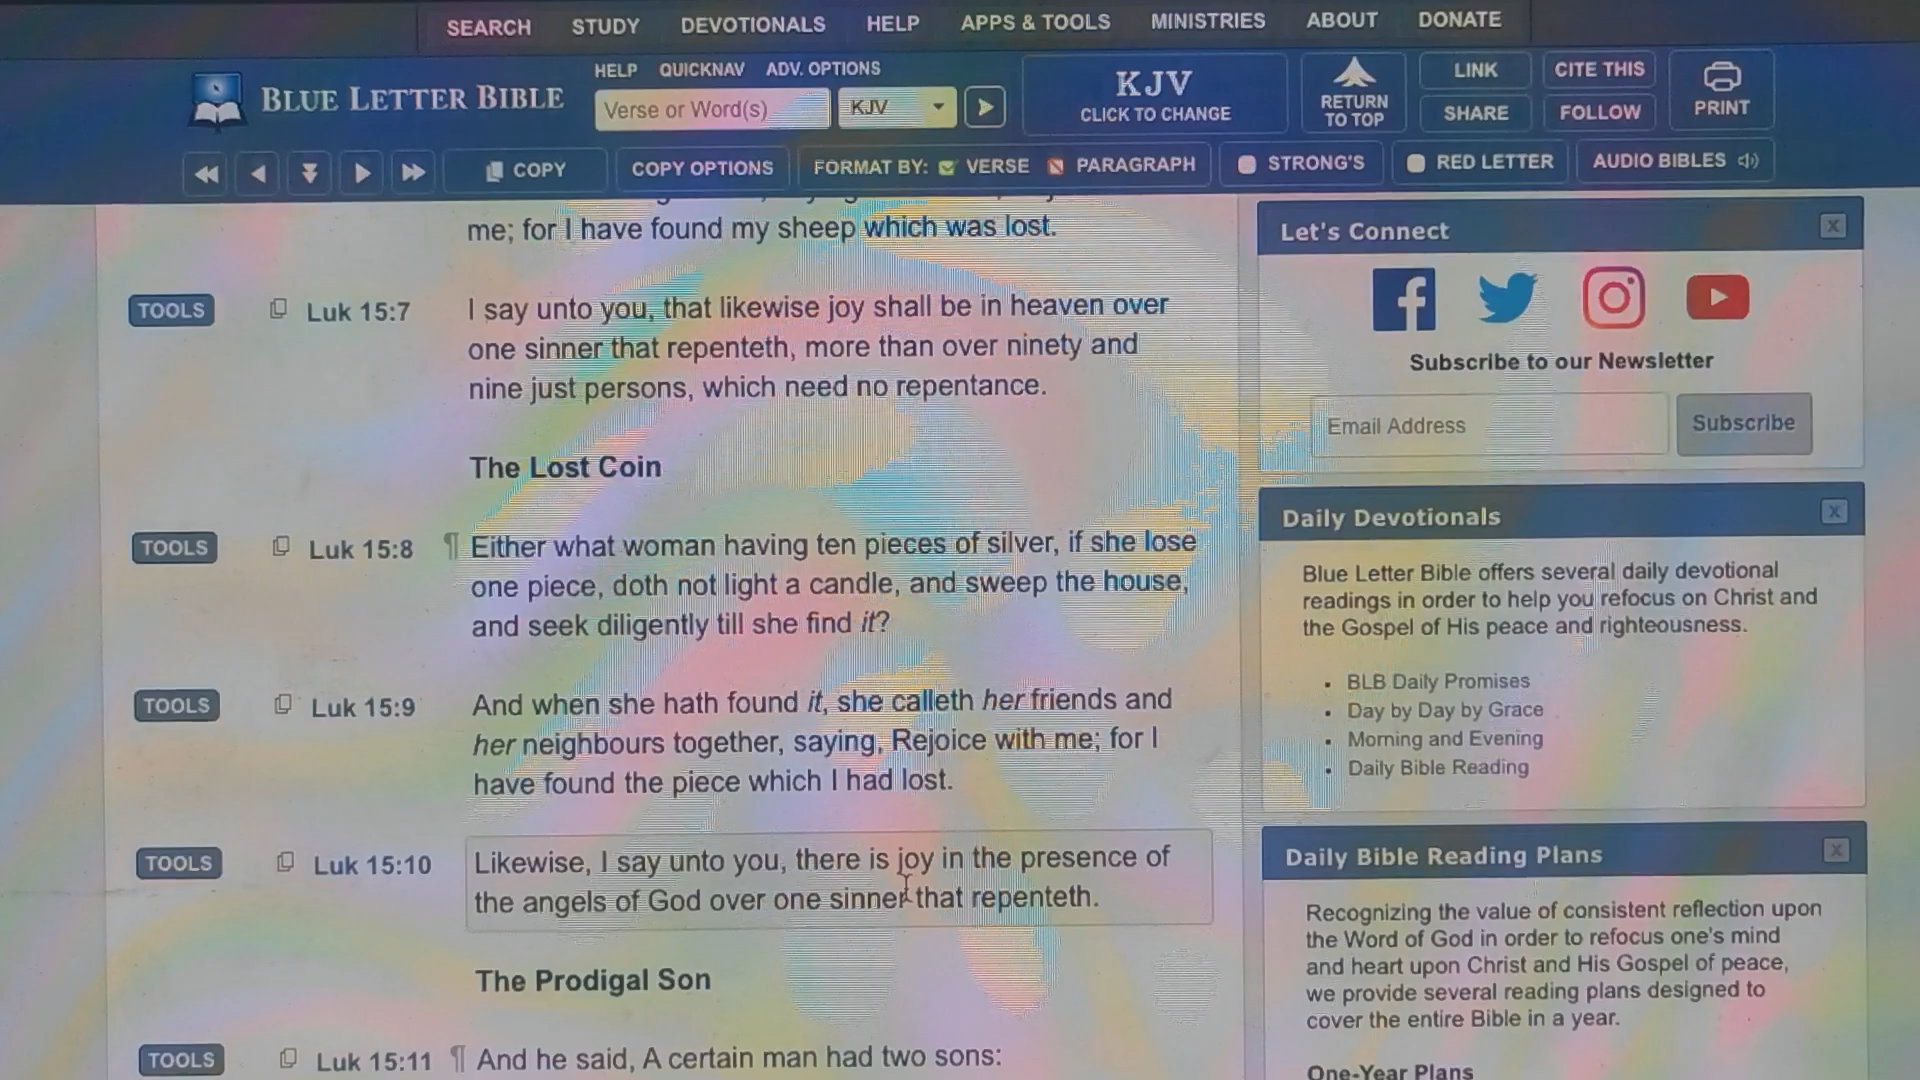 SEARCH STUDY DEVOTIONALS HELP APPS & TOOLS MINISTRIES ABOUT DONATE
BLUE LETTER BIBLE
HELP QUICKNAV ADV. OPTIONS
Verse or Word(s) KJV
KJV
CLICK TO CHANGE
RETURN
TO TOP
LINK CITE THIS
SHARE FOLLOW
PRINT
COPY COPY OPTIONS FORMAT BY: VERSE PARAGRAPH STRONG'S RED LETTER AUDIO BIBLES
me; for I have found my sheep which was lost.
TOOLS Luk 15:7 I say unto you, that likewise joy shall be in heaven over
one sinner that repenteth, more than over ninety and
nine just persons, which need no repentance.
The Lost Coin
TOOLS Luk 15:8 ¶ Either what woman having ten pieces of silver, if she lose
one piece, doth not light a candle, and sweep the house,
and seek diligently till she find it?
TOOLS Luk 15:9 And when she hath found it, she calleth her friends and
her neighbours together, saying, Rejoice with me; for I
have found the piece which I had lost.
TOOLS Luk 15:10 Likewise, I say unto you, there is joy in the presence of
the angels of God over one sinner that repenteth.
The Prodigal Son
TOOLS Luk 15:11 ¶ And he said, A certain man had two sons:
Let's Connect X
Subscribe to our Newsletter
Email Address Subscribe
Daily Devotionals X
Blue Letter Bible offers several daily devotional
readings in order to help you refocus on Christ and
the Gospel of His peace and righteousness.
▪ BLB Daily Promises
▪ Day by Day by Grace
▪ Morning and Evening
▪ Daily Bible Reading
Daily Bible Reading Plans X
Recognizing the value of consistent reflection upon
the Word of God in order to refocus one's mind
and heart upon Christ and His Gospel of peace,
we provide several reading plans designed to
cover the entire Bible in a year.
One-Year Plans